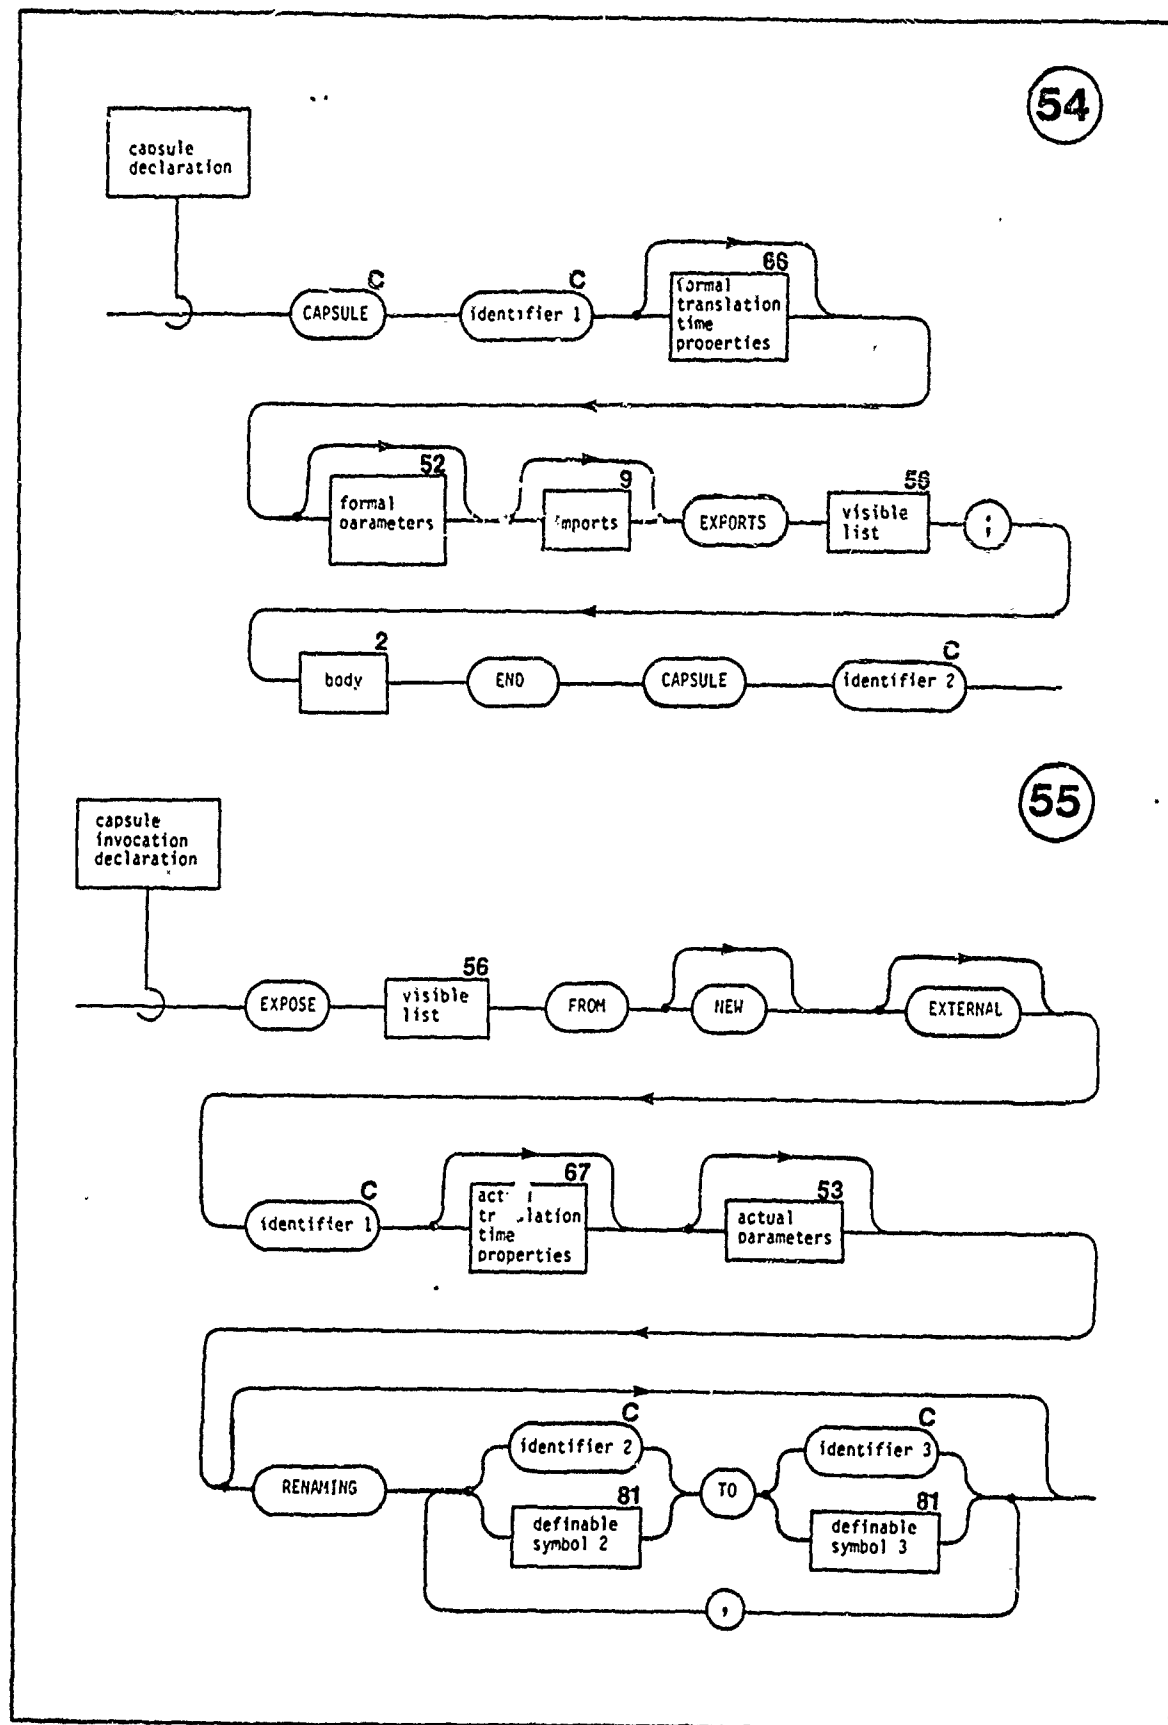 54
capsule
declaration
C
C
66
CAPSULE
identifier 1
formal
translation
time
properties
52
9
56
formal
parameters
imports
EXPORTS
visible
list
;
2
C
body
END
CAPSULE
identifier 2
55
capsule
invocation
declaration
56
EXPOSE
visible
list
FROM
NEW
EXTERNAL
C
67
53
identifier 1
time
properties
actual
parameters
C
C
identifier 2
identifier 3
RENAMING
TO
81
81
definable
symbol 2
definable
symbol 3
,